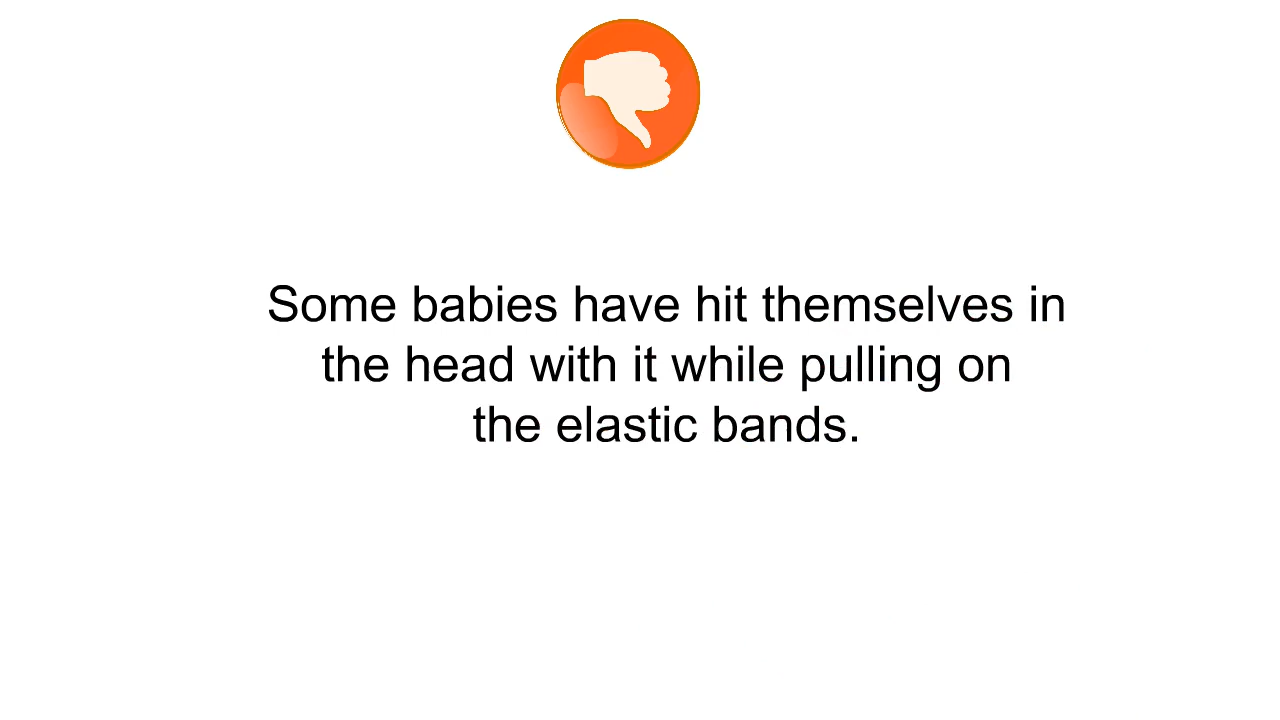 Some babies have hit themselves in
the head with it while pulling on
the elastic bands.